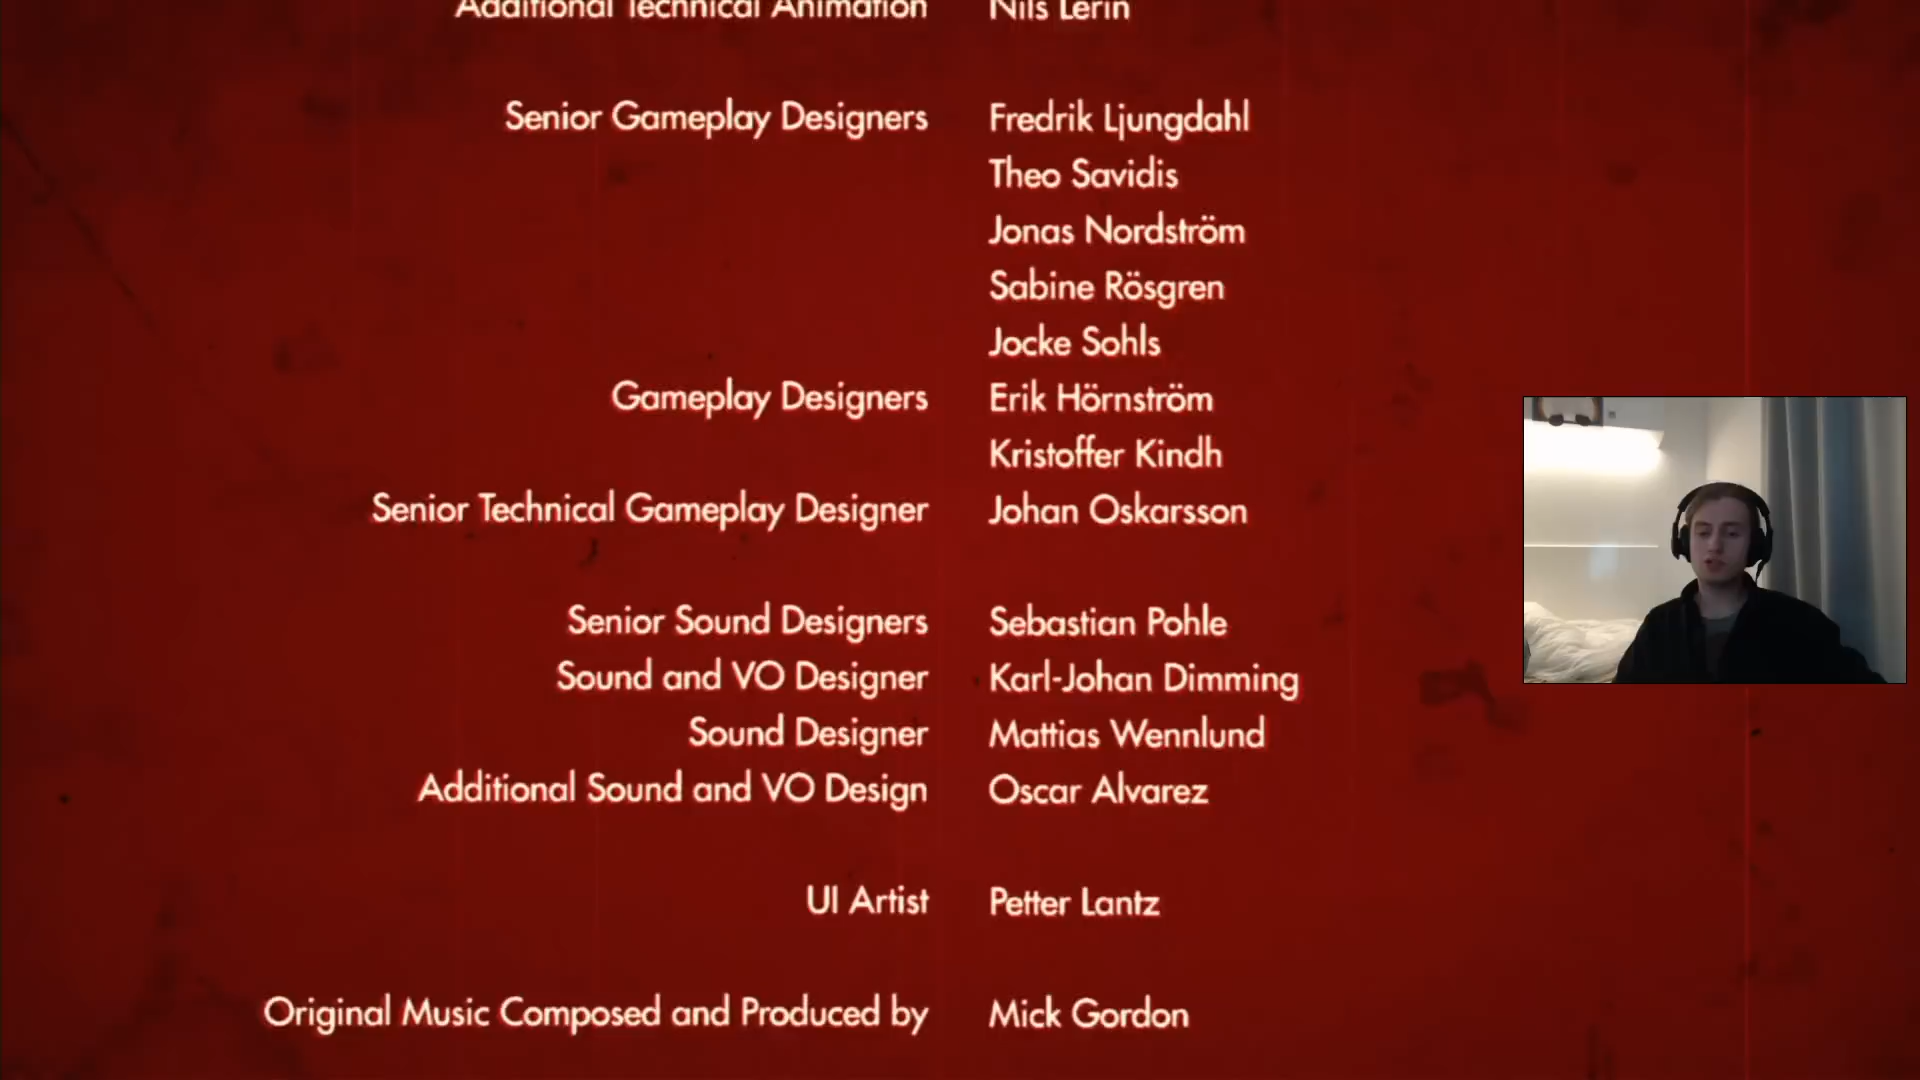 Additional Technical Animation Nils Lerin
Senior Gameplay Designers Fredrik Ljungdahl
Theo Savidis
Jonas Nordström
Sabine Rösgren
Jocke Sohls
Gameplay Designers Erik Hörnström
Kristoffer Kindh
Senior Technical Gameplay Designer Johan Oskarsson
Senior Sound Designers Sebastian Pohle
Sound and VO Designer Karl-Johan Dimming
Sound Designer Mattias Wennlund
Additional Sound and VO Design Oscar Alvarez
UI Artist Petter Lantz
Original Music Composed and Produced by Mick Gordon